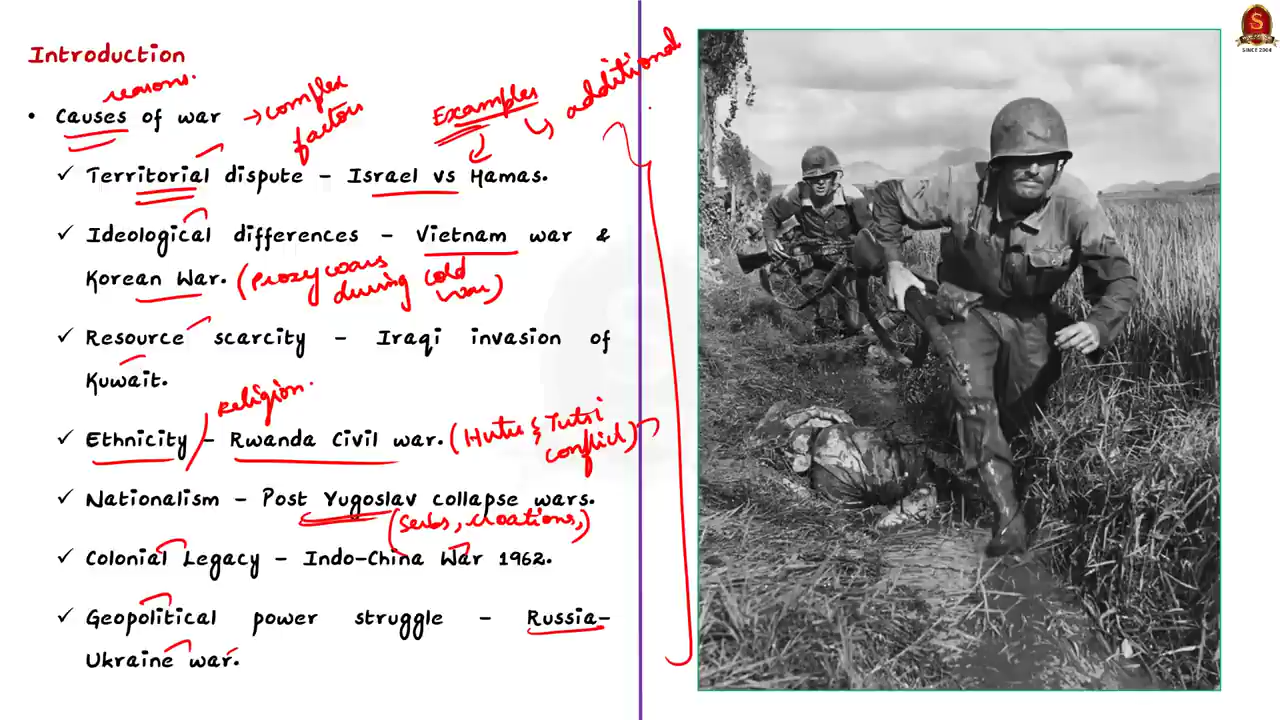 Introduction
reasons.
• Causes of war → complex
factors
Examples
↳ additional
✓ Territorial dispute – Israel vs Hamas.
✓ Ideological differences – Vietnam war &
Korean War. (Proxy wars
during cold
war)
✓ Resource scarcity – Iraqi invasion of
Kuwait.
Religion.
✓ Ethnicity / – Rwanda Civil war. (Hutu & Tutsi
conflict)
✓ Nationalism – Post Yugoslav collapse wars.
(Serbs, croations,)
✓ Colonial Legacy – Indo-China War 1962.
✓ Geopolitical power struggle – Russia–
Ukraine war.
S
SINCE 2004